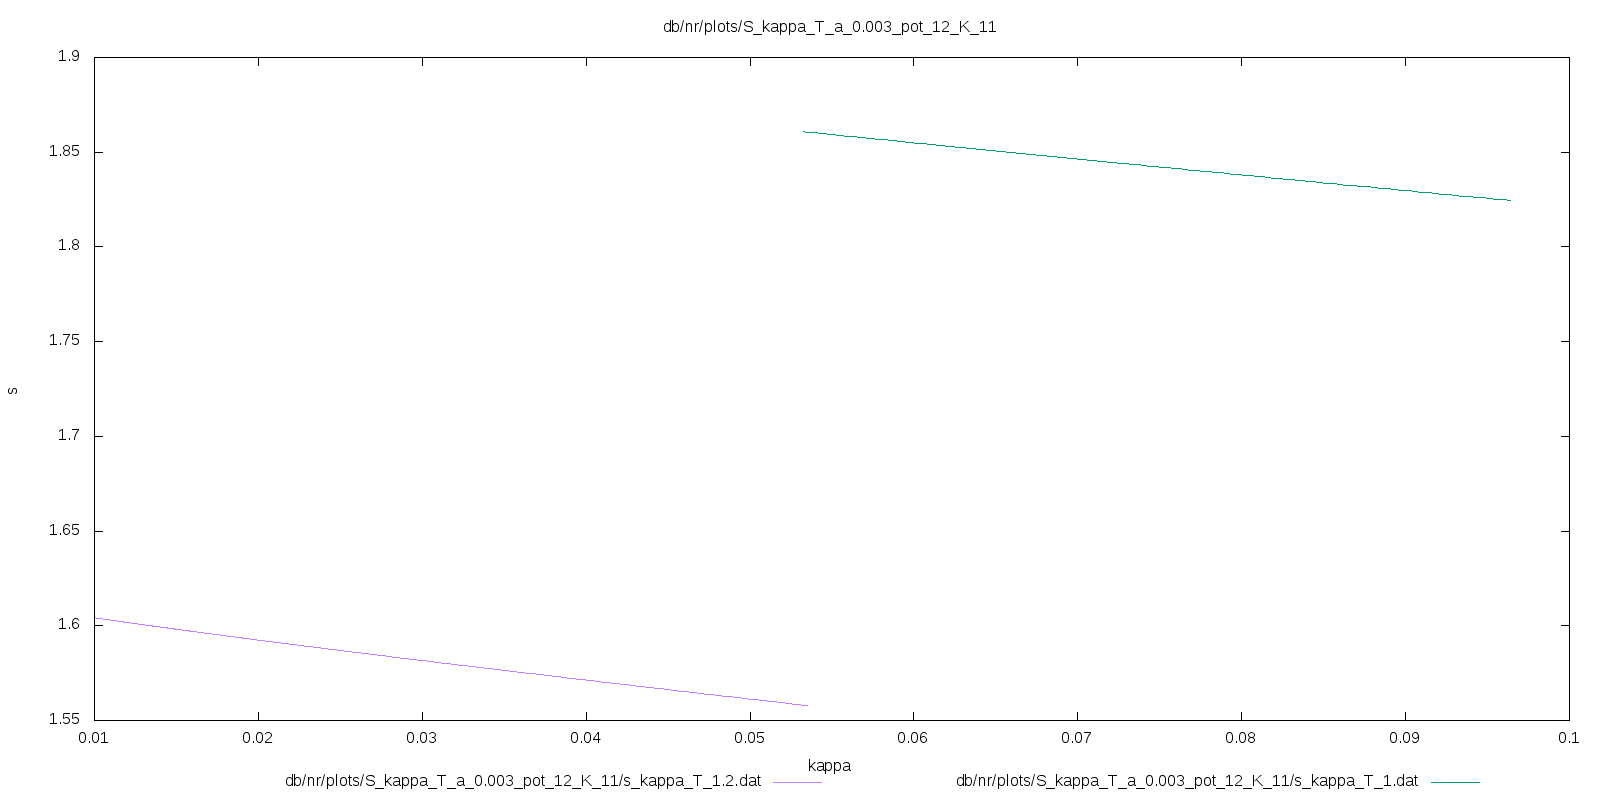 db/nr/plots/S_kappa_T_a_0.003_pot_12_K_11
1.9
1.85
1.8
1.75
1.7
1.65
1.6
1.55
s
0.01 0.02 0.03 0.04 0.05 0.06 0.07 0.08 0.09 0.1
kappa
db/nr/plots/S_kappa_T_a_0.003_pot_12_K_11/s_kappa_T_1.2.dat
db/nr/plots/S_kappa_T_a_0.003_pot_12_K_11/s_kappa_T_1.dat